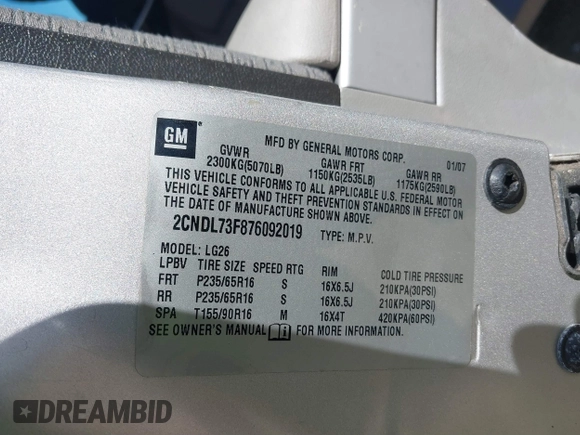 GM
MFD BY GENERAL MOTORS CORP. 01/07
GVWR GAWR FRT GAWR RR
2300KG(5070LB) 1150KG(2535LB) 1175KG(2590LB)
THIS VEHICLE CONFORMS TO ALL APPLICABLE U.S. FEDERAL MOTOR
VEHICLE SAFETY AND THEFT PREVENTION STANDARDS IN EFFECT ON
THE DATE OF MANUFACTURE SHOWN ABOVE.
2CNDL73F876092019 TYPE: M.P.V.
MODEL: LG26
LPBV TIRE SIZE SPEED RTG RIM COLD TIRE PRESSURE
FRT P235/65R16 S 16X6.5J 210KPA(30PSI)
RR P235/65R16 S 16X6.5J 210KPA(30PSI)
SPA T155/90R16 M 16X4T 420KPA(60PSI)
SEE OWNER'S MANUAL FOR MORE INFORMATION.
DREAMBID